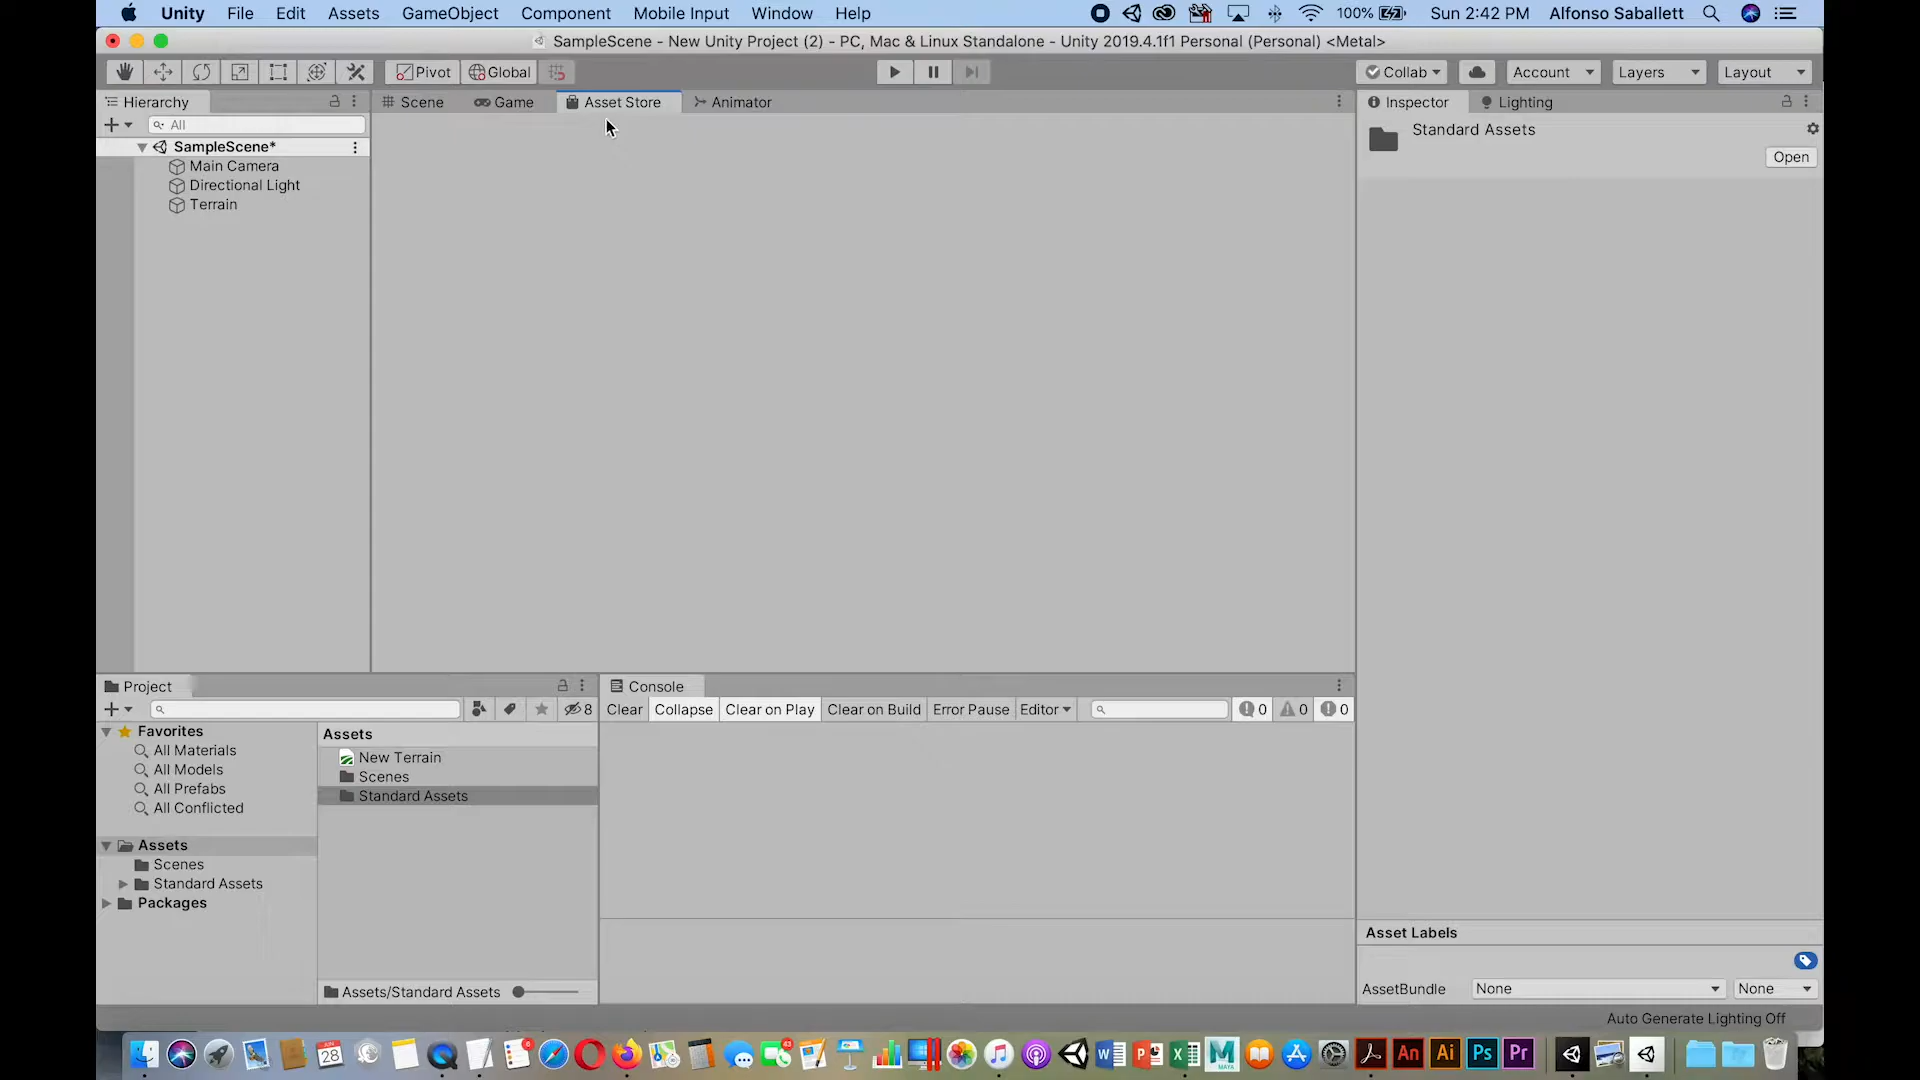 Unity File Edit Assets GameObject Component Mobile Input Window Help 100% Sun 2:42 PM Alfonso Saballett
SampleScene - New Unity Project (2) - PC, Mac & Linux Standalone - Unity 2019.4.1f1 Personal (Personal) <Metal>
Pivot Global Collab Account Layers Layout
Hierarchy Scene Game Asset Store Animator Inspector Lighting
All
Standard Assets
Open
SampleScene*
Main Camera
Directional Light
Terrain
Project Console
Clear Collapse Clear on Play Clear on Build Error Pause Editor 0 0 0
8
Favorites
All Materials
All Models
All Prefabs
All Conflicted
Assets
Scenes
Standard Assets
Packages
Assets
New Terrain
Scenes
Standard Assets
Assets/Standard Assets
Asset Labels
AssetBundle None None
Auto Generate Lighting Off
28
43
MAYA
An Ai Ps Pr